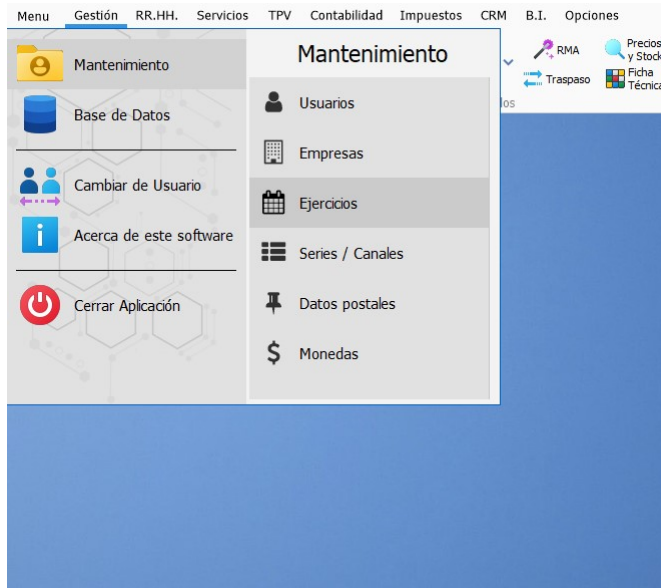 Menu Gestión RR.HH. Servicios TPV Contabilidad Impuestos CRM B.I. Opciones
Mantenimiento
Base de Datos
Cambiar de Usuario
Acerca de este software
Cerrar Aplicación
Mantenimiento
Usuarios
Empresas
Ejercicios
Series / Canales
Datos postales
Monedas
RMA
Precios
y Stock
Traspaso
Ficha
Técnica